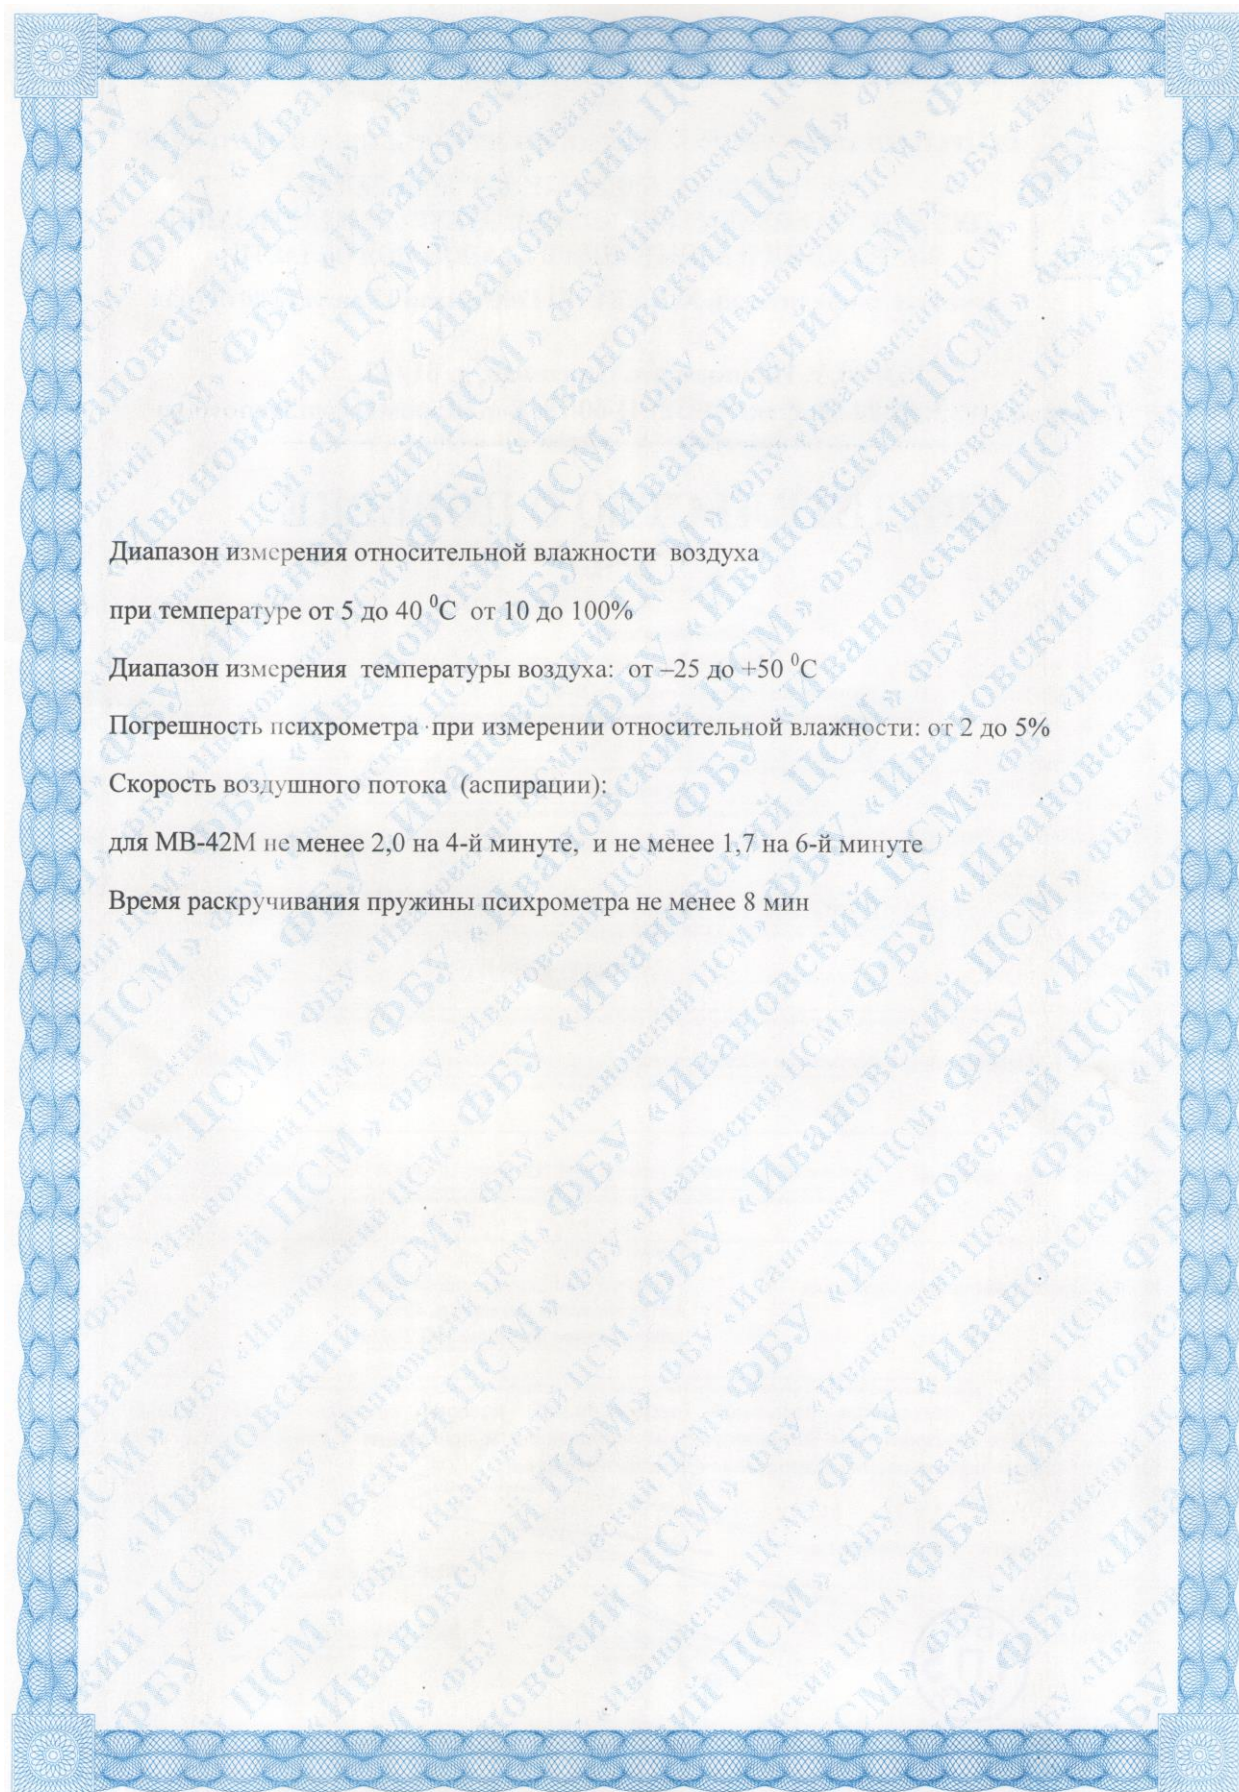 Диапазон измерения относительной влажности воздуха
при температуре от 5 до 40 ⁰С от 10 до 100%
Диапазон измерения температуры воздуха: от –25 до +50 ⁰С
Погрешность психрометра при измерении относительной влажности: от 2 до 5%
Скорость воздушного потока (аспирации):
для МВ-42М не менее 2,0 на 4-й минуте, и не менее 1,7 на 6-й минуте
Время раскручивания пружины психрометра не менее 8 мин
ФБУ «Ивановский ЦСМ»